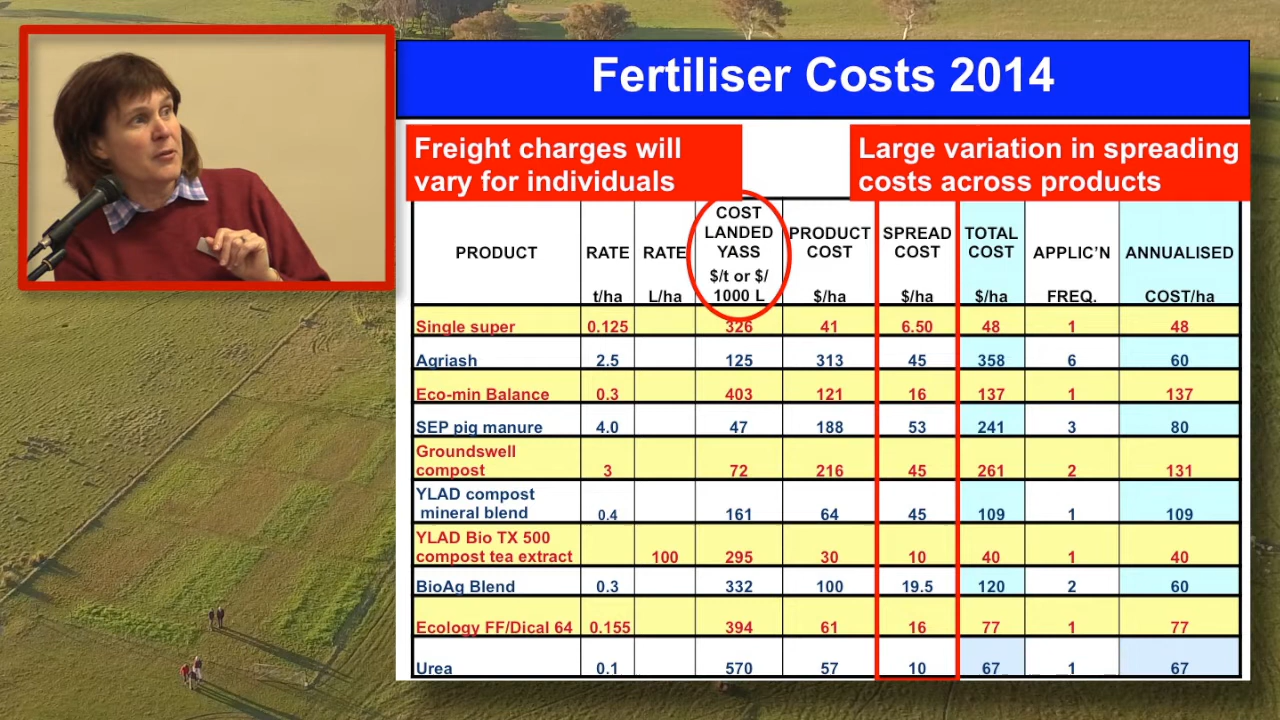 Fertiliser Costs 2014
Freight charges will
vary for individuals
Large variation in spreading
costs across products
PRODUCT
RATE
t/ha
RATE
L/ha
COST
LANDED
YASS
$/t or $/
1000 L
PRODUCT
COST
$/ha
SPREAD
COST
$/ha
TOTAL
COST
$/ha
APPLIC'N
FREQ.
ANNUALISED
COST/ha
Single super 0.125 326 41 6.50 48 1 48
Agriash 2.5 125 313 45 358 6 60
Eco-min Balance 0.3 403 121 16 137 1 137
SEP pig manure 4.0 47 188 53 241 3 80
Groundswell
compost 3 72 216 45 261 2 131
YLAD compost
mineral blend 0.4 161 64 45 109 1 109
YLAD Bio TX 500
compost tea extract 100 295 30 10 40 1 40
BioAg Blend 0.3 332 100 19.5 120 2 60
Ecology FF/Dical 64 0.155 394 61 16 77 1 77
Urea 0.1 570 57 10 67 1 67